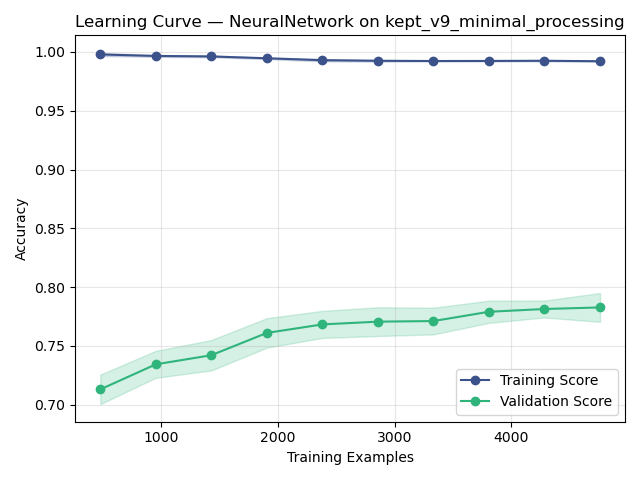 Learning Curve — NeuralNetwork on kept_v9_minimal_processing
1.00
0.95
0.90
0.85
0.80
0.75
0.70
Accuracy
Training Score
Validation Score
1000 2000 3000 4000
Training Examples